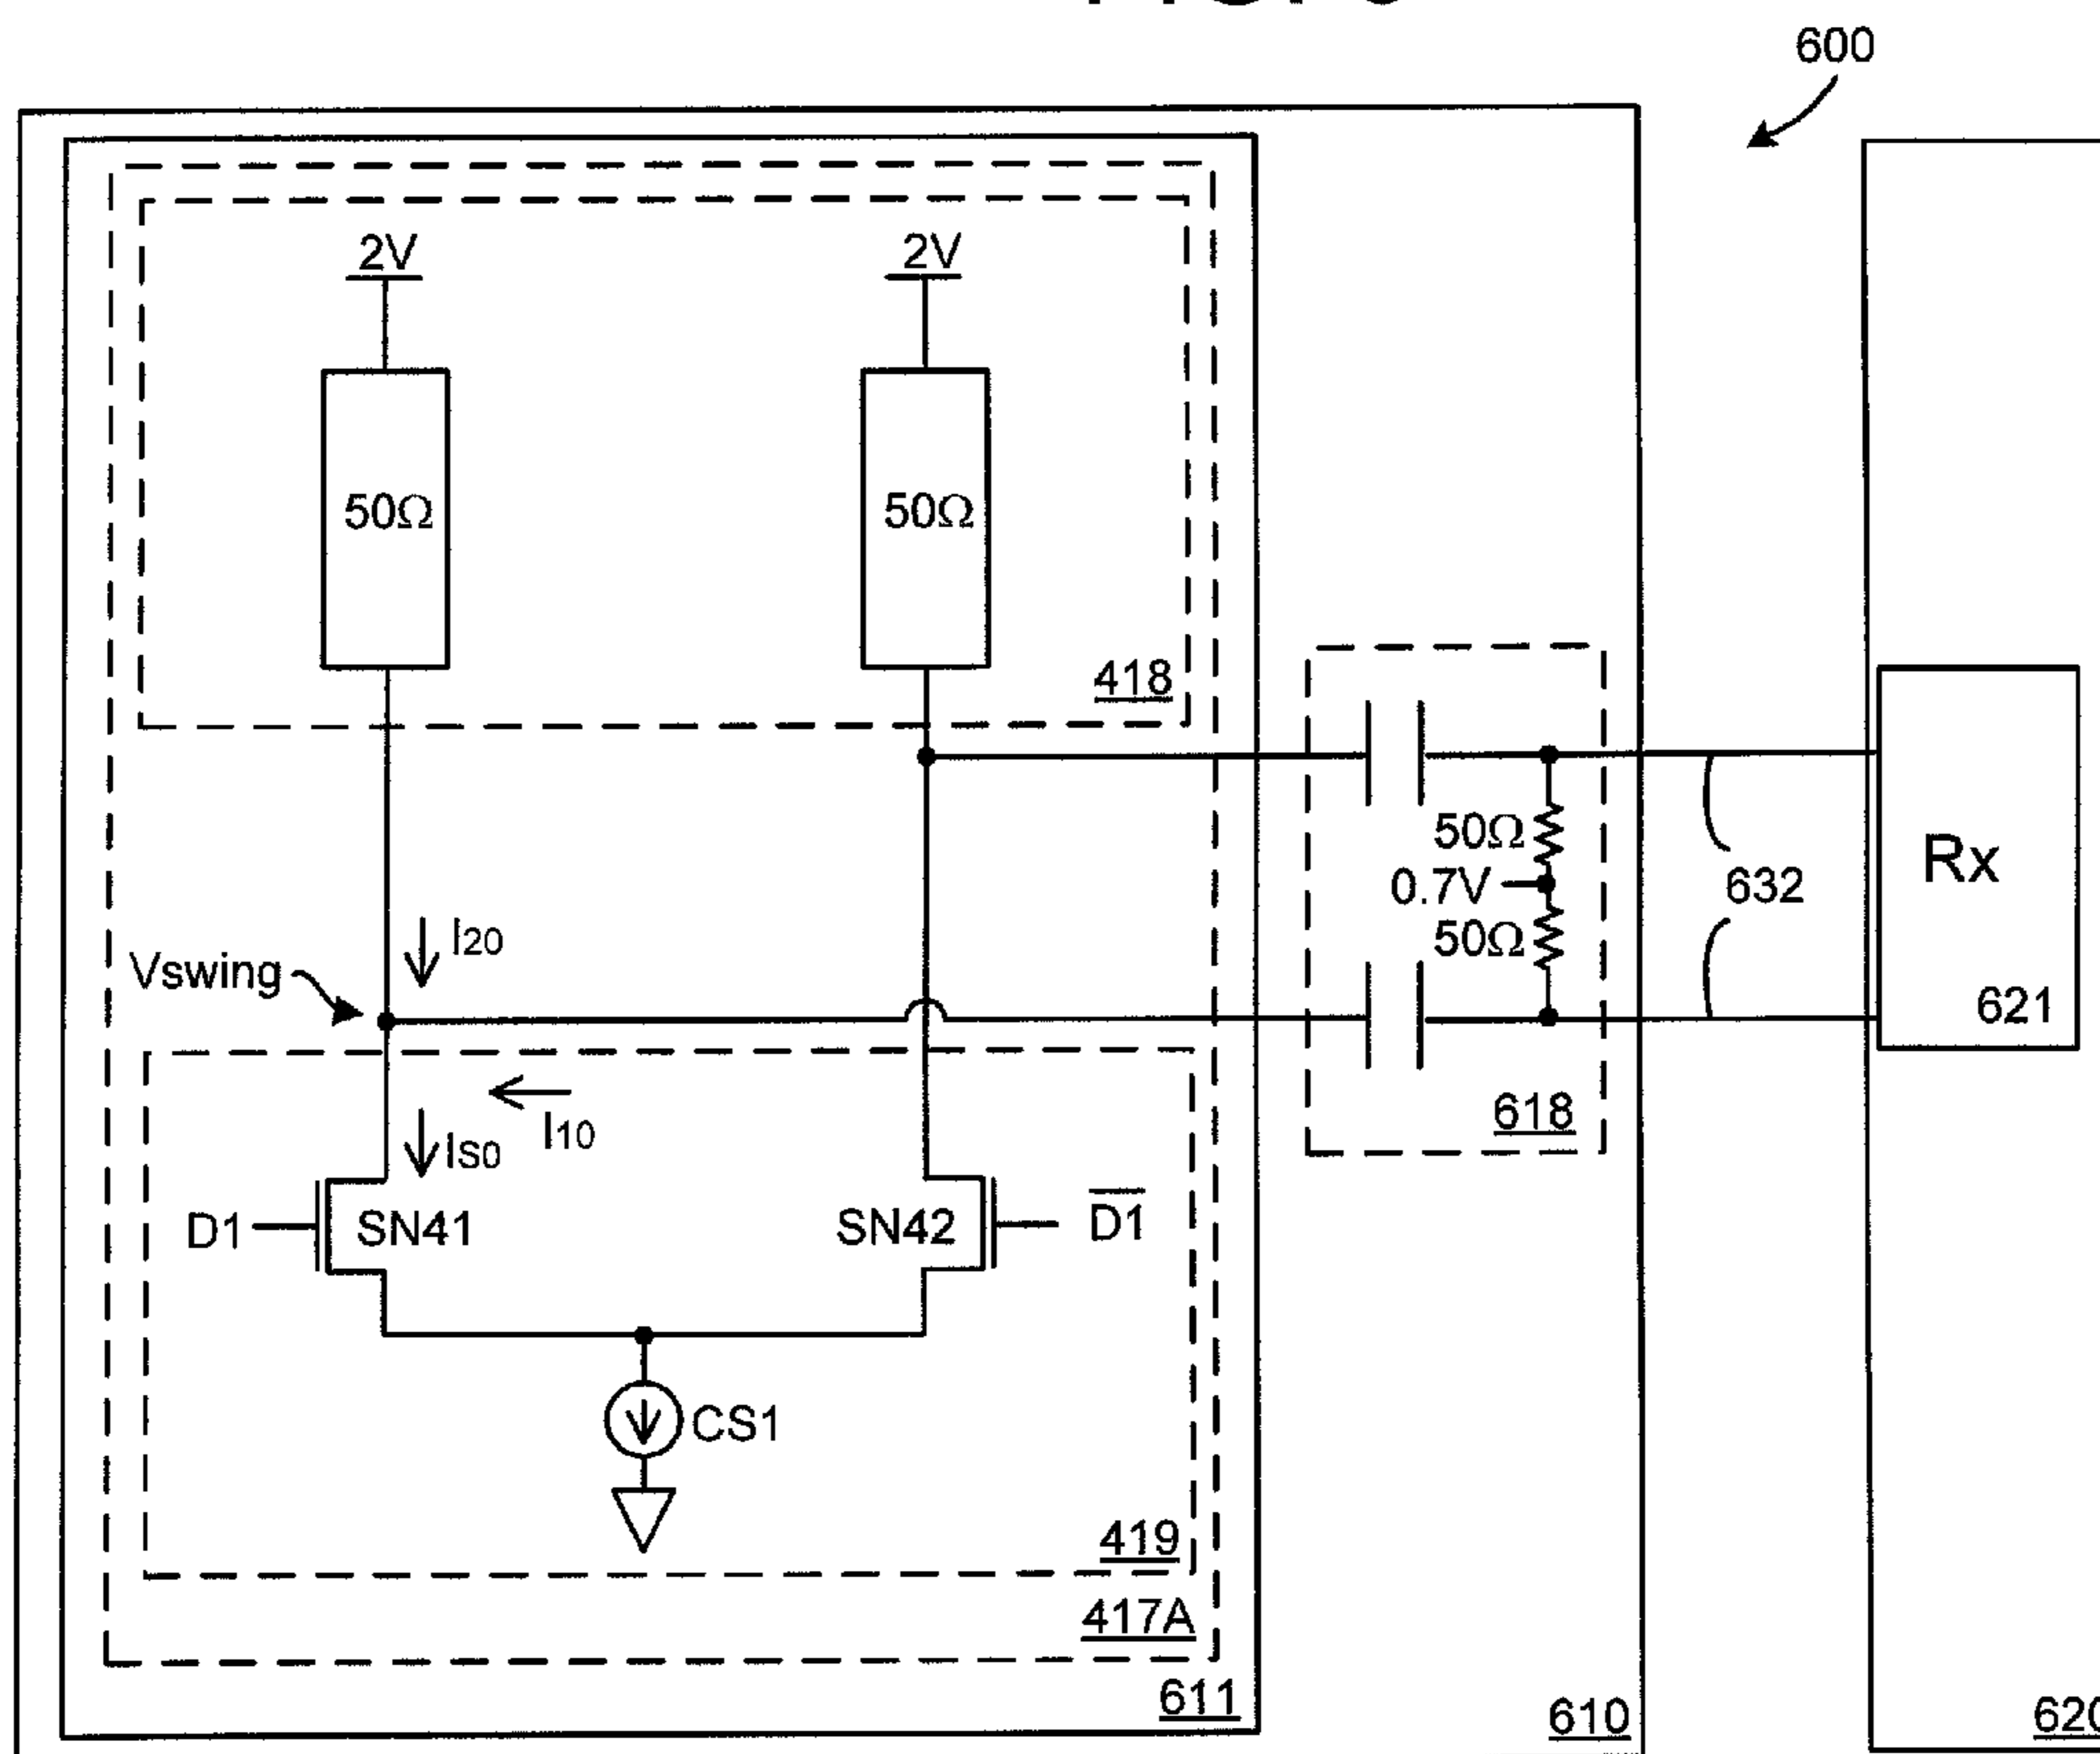 600
2V
2V
50Ω
50Ω
418
50Ω
0.7V
50Ω
632
Rx
621
I20
Vswing
I10
IS0
618
D1
SN41
SN42
D1
CS1
419
417A
611
610
620